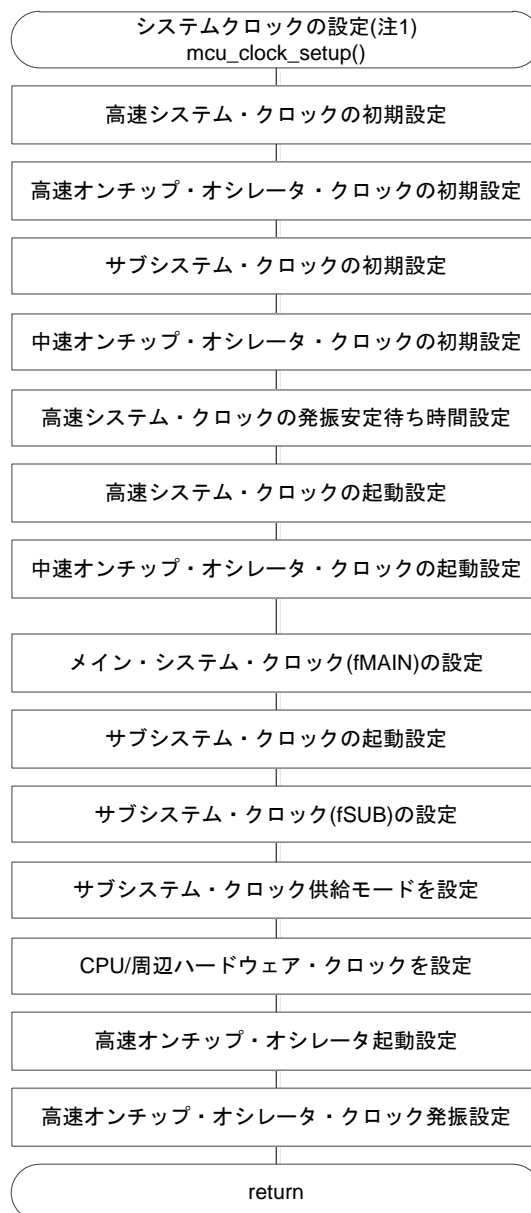 システムクロックの設定(注1)
mcu_clock_setup()
高速システム・クロックの初期設定
高速オンチップ・オシレータ・クロックの初期設定
サブシステム・クロックの初期設定
中速オンチップ・オシレータ・クロックの初期設定
高速システム・クロックの発振安定待ち時間設定
高速システム・クロックの起動設定
中速オンチップ・オシレータ・クロックの起動設定
メイン・システム・クロック(fMAIN)の設定
サブシステム・クロックの起動設定
サブシステム・クロック(fSUB)の設定
サブシステム・クロック供給モードを設定
CPU/周辺ハードウェア・クロックを設定
高速オンチップ・オシレータ起動設定
高速オンチップ・オシレータ・クロック発振設定
return